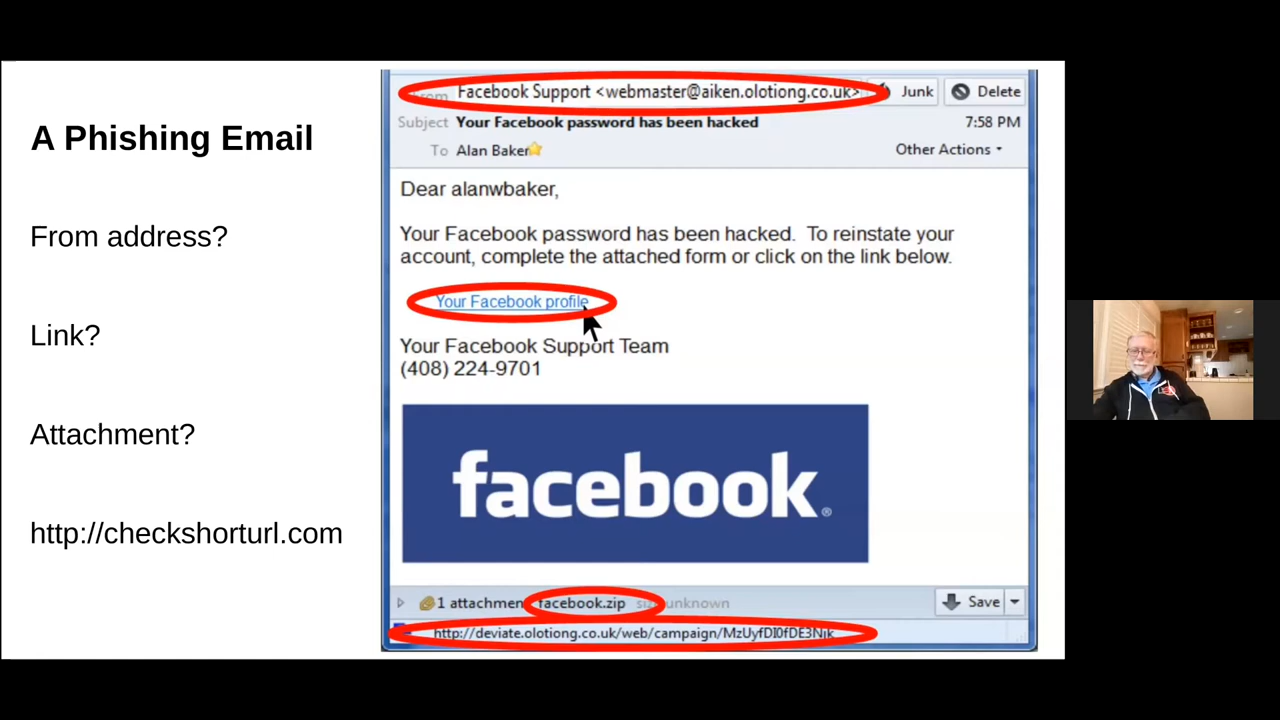 A Phishing Email
From address?
Link?
Attachment?
http://checkshorturl.com
From Facebook Support <webmaster@aiken.olotiong.co.uk>
Junk
Delete
Subject Your Facebook password has been hacked
7:58 PM
To Alan Baker
Other Actions
Dear alanwbaker,
Your Facebook password has been hacked. To reinstate your
account, complete the attached form or click on the link below.
Your Facebook profile
Your Facebook Support Team
(408) 224-9701
facebook®
1 attachment facebook.zip size unknown
Save
http://deviate.olotiong.co.uk/web/campaign/MzUyfDI0fDE3Njk